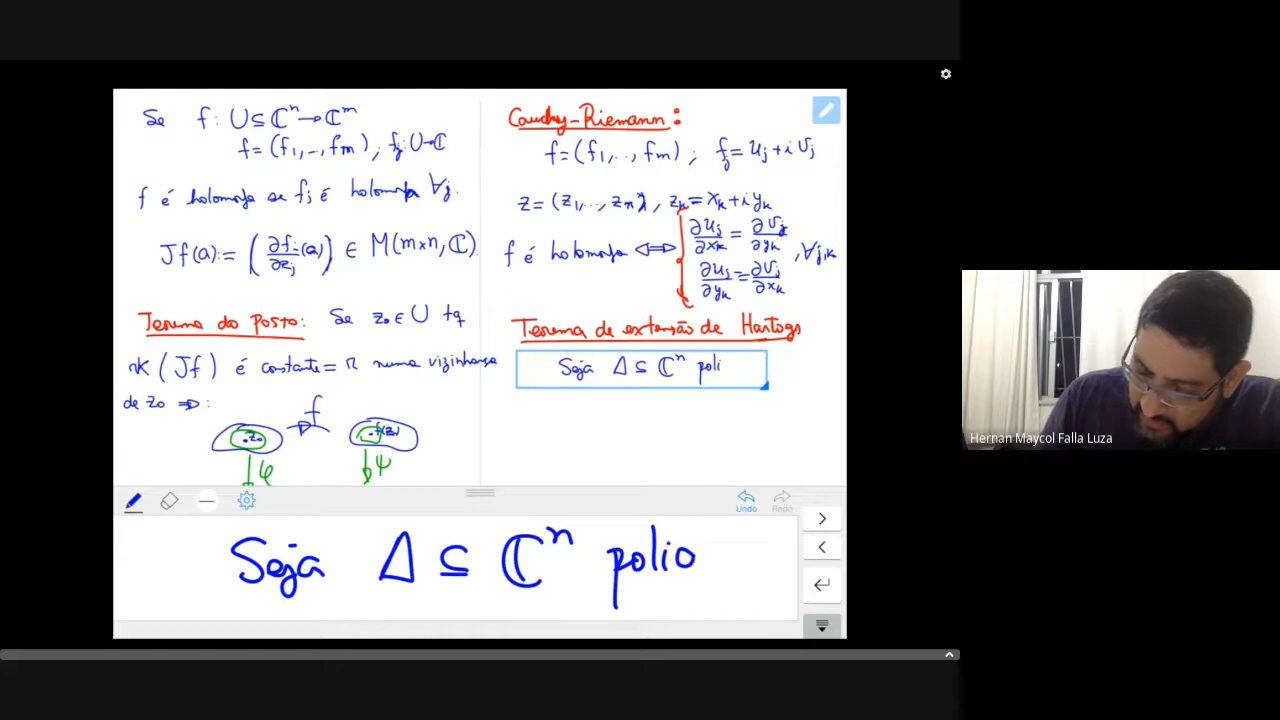 Se f: U ⊆ ℂⁿ → ℂᵐ
f = (f₁, .., fm) ; fj: U → ℂ
f é holomorfa se fj é holomorfa ∀j.
Jf(a) := (∂fi/∂zj (a)) ∈ M(m×n, ℂ).
Teorema do Posto: Se z₀ ∈ U tq
rk (Jf) é constante = r numa vizinhança
de z₀ ⇒ :
f
z₀ f(z₀)
φ ψ
Cauchy-Riemann:
f = (f₁, .., fm) ; fj = uj + i vj
z = (z₁, ..., zn), zk = xk + i yk
f é holomorfa ⟺ { ∂uj/∂xk = ∂vj/∂yk
∂uj/∂yk = ∂vj/∂xk , ∀j,k
Teorema de extensão de Hartogs
Seja Δ ⊆ ℂⁿ poli
Undo Redo
Seja Δ ⊆ ℂⁿ polio
Hernan Maycol Falla Luza